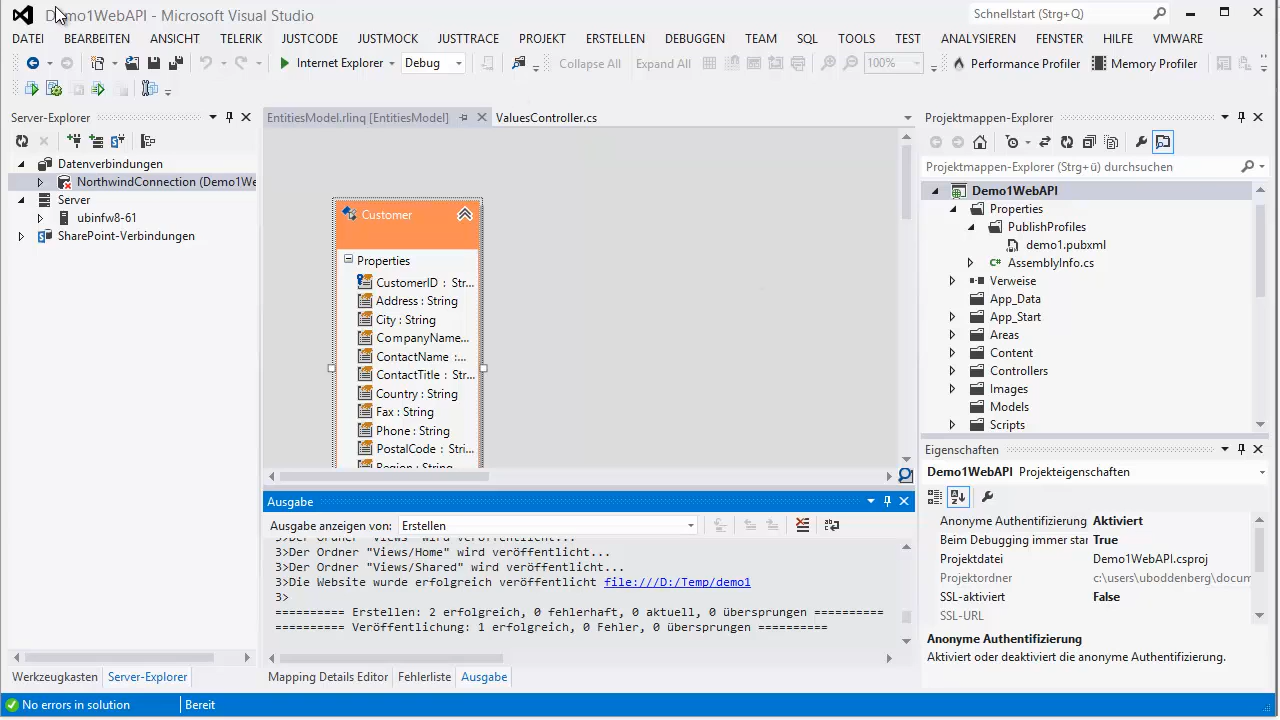 Demo1WebAPI - Microsoft Visual Studio
Schnellstart (Strg+Q)
DATEI BEARBEITEN ANSICHT TELERIK JUSTCODE JUSTMOCK JUSTTRACE PROJEKT ERSTELLEN DEBUGGEN TEAM SQL TOOLS TEST ANALYSIEREN FENSTER HILFE VMWARE
Internet Explorer Debug Collapse All Expand All 100% Performance Profiler Memory Profiler
Server-Explorer
Datenverbindungen
NorthwindConnection (Demo1We
Server
ubinfw8-61
SharePoint-Verbindungen
Werkzeugkasten Server-Explorer
EntitiesModel.rlinq [EntitiesModel] ValuesController.cs
Customer
Properties
CustomerID : Str...
Address : String
City : String
CompanyName...
ContactName :...
ContactTitle : Str...
Country : String
Fax : String
Phone : String
PostalCode : Stri...
Region : String
Ausgabe
Ausgabe anzeigen von: Erstellen
3>Der Ordner "Views" wird veröffentlicht...
3>Der Ordner "Views/Home" wird veröffentlicht...
3>Der Ordner "Views/Shared" wird veröffentlicht...
3>Die Website wurde erfolgreich veröffentlicht file:///D:/Temp/demo1
3>
========== Erstellen: 2 erfolgreich, 0 fehlerhaft, 0 aktuell, 0 übersprungen ==========
========== Veröffentlichung: 1 erfolgreich, 0 Fehler, 0 übersprungen ==========
Mapping Details Editor Fehlerliste Ausgabe
Projektmappen-Explorer
Projektmappen-Explorer (Strg+ü) durchsuchen
Demo1WebAPI
Properties
PublishProfiles
demo1.pubxml
AssemblyInfo.cs
Verweise
App_Data
App_Start
Areas
Content
Controllers
Images
Models
Scripts
Eigenschaften
Demo1WebAPI Projekteigenschaften
Anonyme Authentifizierung Aktiviert
Beim Debugging immer star True
Projektdatei Demo1WebAPI.csproj
Projektordner c:\users\uboddenberg\docum
SSL-aktiviert False
SSL-URL
Anonyme Authentifizierung
Aktiviert oder deaktiviert die anonyme Authentifizierung.
No errors in solution Bereit